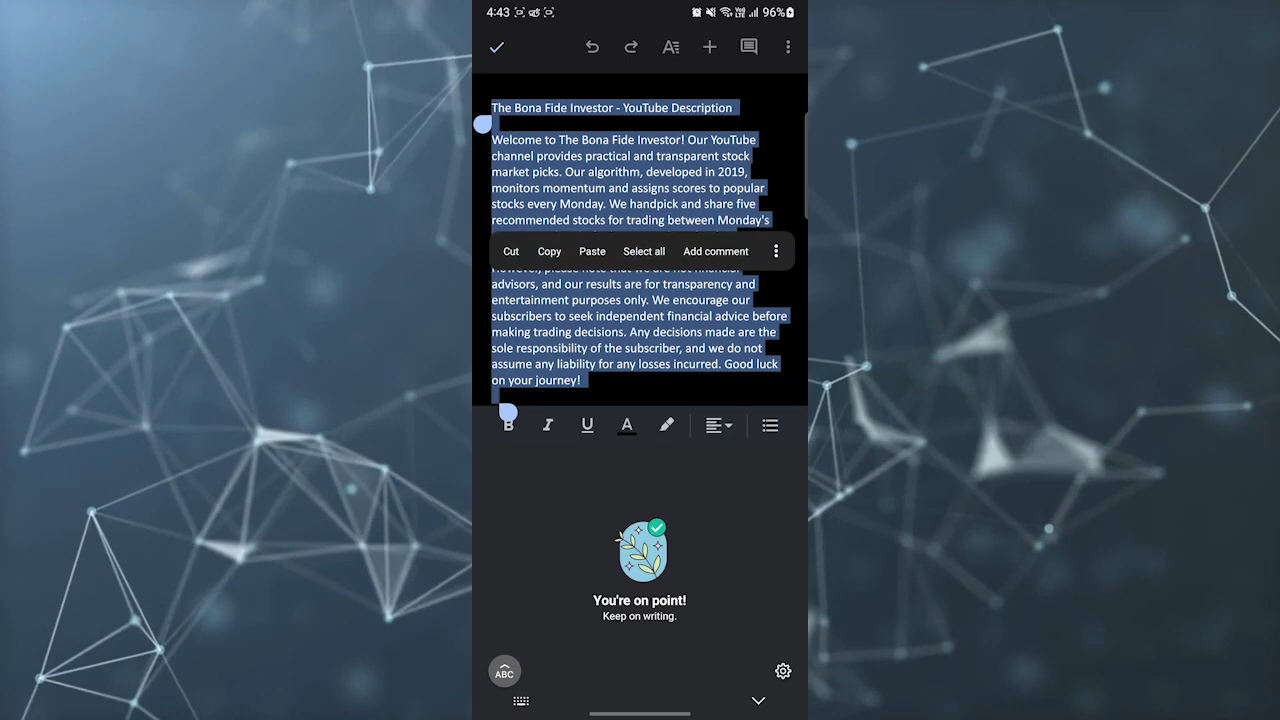 4:43
96%
The Bona Fide Investor - YouTube Description
Welcome to The Bona Fide Investor! Our YouTube
channel provides practical and transparent stock
market picks. Our algorithm, developed in 2019,
monitors momentum and assigns scores to popular
stocks every Monday. We handpick and share five
recommended stocks for trading between Monday's
Cut Copy Paste Select all Add comment
However, please note that we are not financial
advisors, and our results are for transparency and
entertainment purposes only. We encourage our
subscribers to seek independent financial advice before
making trading decisions. Any decisions made are the
sole responsibility of the subscriber, and we do not
assume any liability for any losses incurred. Good luck
on your journey!
B I U A
You're on point!
Keep on writing.
ABC